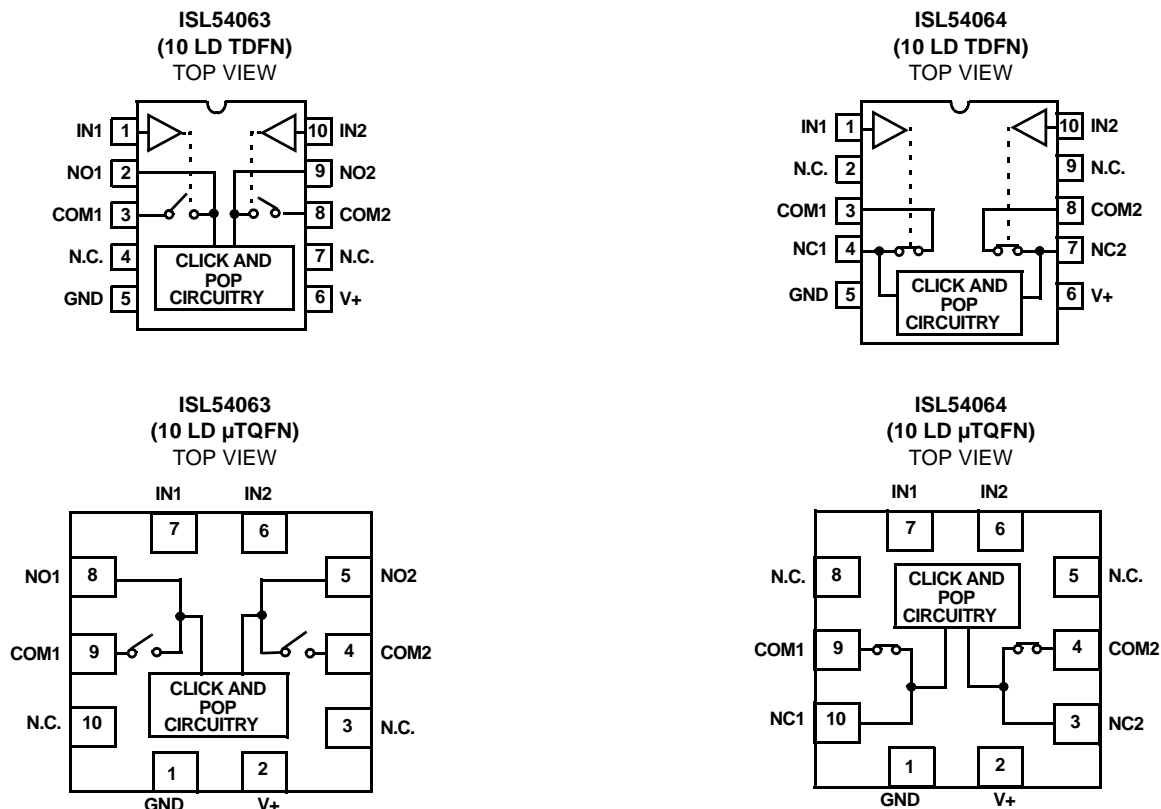 ISL54063
(10 LD TDFN)
TOP VIEW
IN1 1 10 IN2
NO1 2 9 NO2
COM1 3 8 COM2
N.C. 4 7 N.C.
CLICK AND
POP
CIRCUITRY
GND 5 6 V+
ISL54064
(10 LD TDFN)
TOP VIEW
IN1 1 10 IN2
N.C. 2 9 N.C.
COM1 3 8 COM2
NC1 4 7 NC2
GND 5 6 V+
CLICK AND
POP
CIRCUITRY
ISL54063
(10 LD µTQFN)
TOP VIEW
IN1 IN2
7 6
NO1 8 5 NO2
COM1 9 4 COM2
CLICK AND
POP
CIRCUITRY
N.C. 10 3 N.C.
1 2
GND V+
ISL54064
(10 LD µTQFN)
TOP VIEW
IN1 IN2
7 6
N.C. 8 5 N.C.
CLICK AND
POP
CIRCUITRY
COM1 9 4 COM2
NC1 10 3 NC2
1 2
GND V+